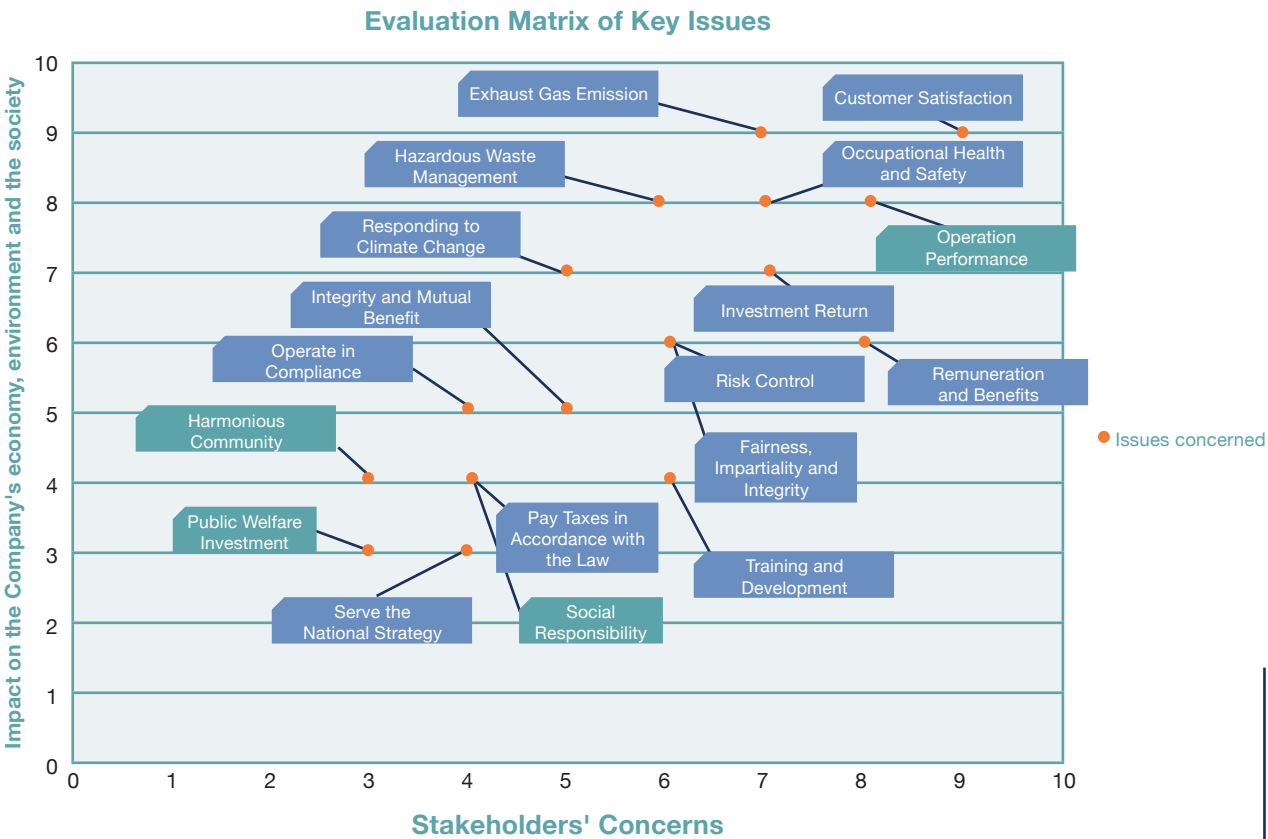 Evaluation Matrix of Key Issues
Impact on the Company's economy, environment and the society
10
9
8
7
6
5
4
3
2
1
0
Exhaust Gas Emission
Customer Satisfaction
Hazardous Waste
Management
Occupational Health
and Safety
Responding to
Climate Change
Operation
Performance
Integrity and Mutual
Benefit
Investment Return
Operate in
Compliance
Risk Control
Remuneration
and Benefits
Harmonious
Community
Fairness,
Impartiality and
Integrity
Issues concerned
Public Welfare
Investment
Pay Taxes in
Accordance with
the Law
Training and
Development
Serve the
National Strategy
Social
Responsibility
0 1 2 3 4 5 6 7 8 9 10
Stakeholders' Concerns